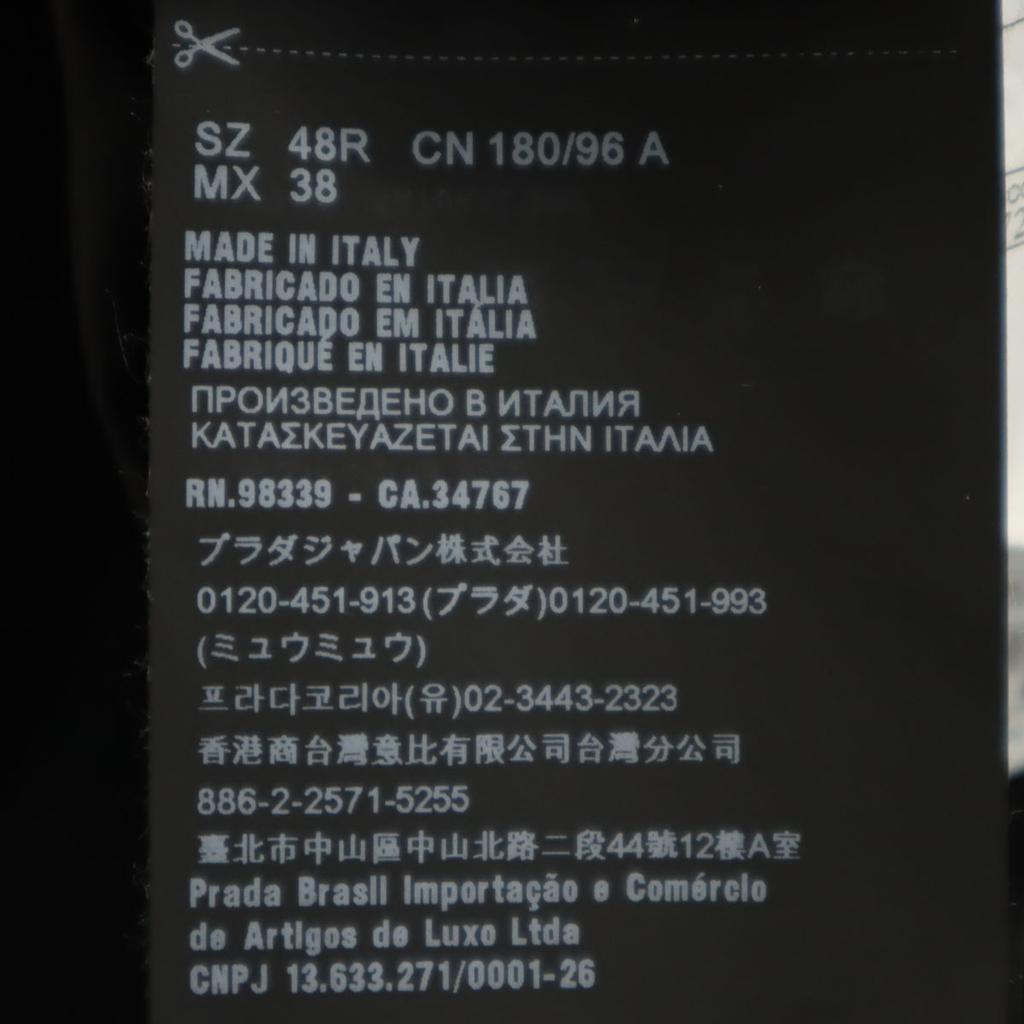 SZ 48R CN 180/96 A
MX 38
MADE IN ITALY
FABRICADO EN ITALIA
FABRICADO EM ITÁLIA
FABRIQUÉ EN ITALIE
ПРОИЗВЕДЕНО В ИТАЛИЯ
ΚΑΤΑΣΚΕΥΑΖΕΤΑΙ ΣΤΗΝ ΙΤΑΛΙΑ
RN.98339 - CA.34767
プラダジャパン株式会社
0120-451-913(プラダ)0120-451-993
(ミュウミュウ)
프라다코리아(유)02-3443-2323
香港商台灣意比有限公司台灣分公司
886-2-2571-5255
臺北市中山區中山北路二段44號12樓A室
Prada Brasil Importação e Comércio
de Artigos de Luxo Ltda
CNPJ 13.633.271/0001-26